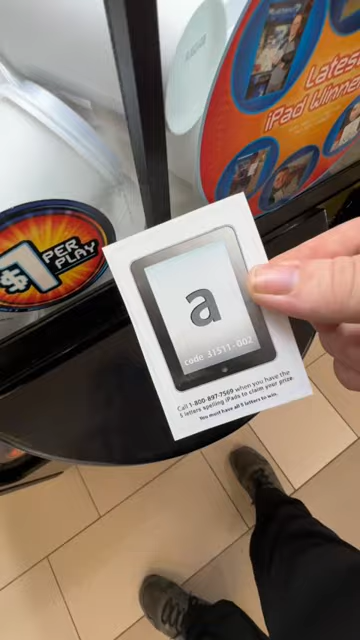 Latest
iPad Winne
$1 PER
PLAY
a
code 31511-002
Call 1-800-897-7569 when you have the
5 letters spelling iPads to claim your prize.
You must have all 5 letters to win.